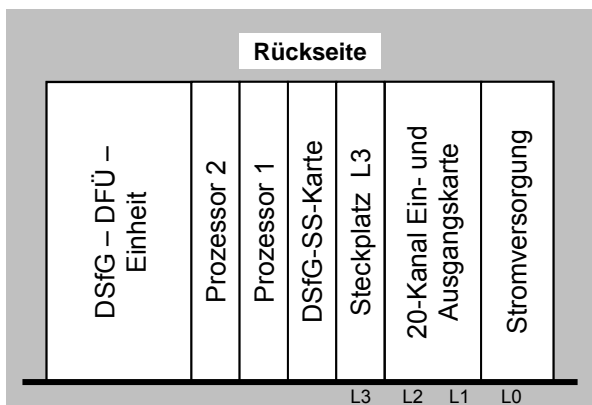 Rückseite
DSfG – DFÜ –
Einheit
Prozessor 2
Prozessor 1
DSfG-SS-Karte
Steckplatz L3
20-Kanal Ein- und
Ausgangskarte
Stromversorgung
L3 L2 L1 L0